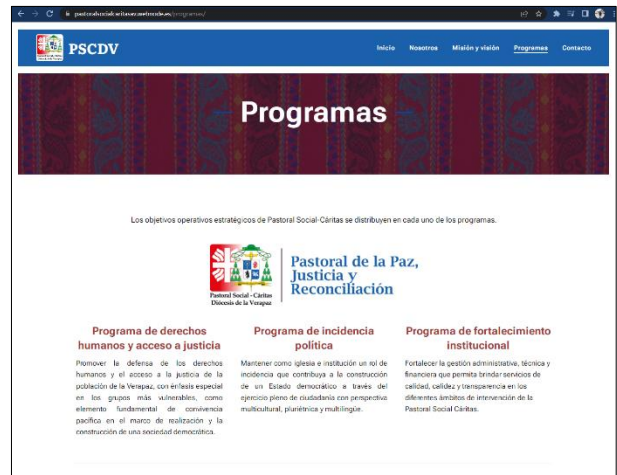 PSCDV
Inicio Nosotros Misión y visión Programas Contacto
Programas
Los objetivos operativos estratégicos de Pastoral Social-Cáritas se distribuyen en cada uno de los programas.
Pastoral Social - Cáritas
Diócesis de la Verapaz
Pastoral de la Paz,
Justicia y
Reconciliación
Programa de derechos
humanos y acceso a justicia
Promover la defensa de los derechos
humanos y el acceso a la justicia de la
población de la Verapaz, con énfasis especial
en los grupos más vulnerables, como
elemento fundamental de convivencia
pacífica en el marco de realización y la
construcción de una sociedad democrática.
Programa de incidencia
política
Mantener como iglesia e institución un rol de
incidencia que contribuya a la construcción
de un Estado democrático a través del
ejercicio pleno de ciudadanía con perspectiva
multicultural, pluriétnica y multilingüe.
Programa de fortalecimiento
institucional
Fortalecer la gestión administrativa, técnica y
financiera que permita brindar servicios de
calidad, calidez y transparencia en los
diferentes ámbitos de intervención de la
Pastoral Social Cáritas.